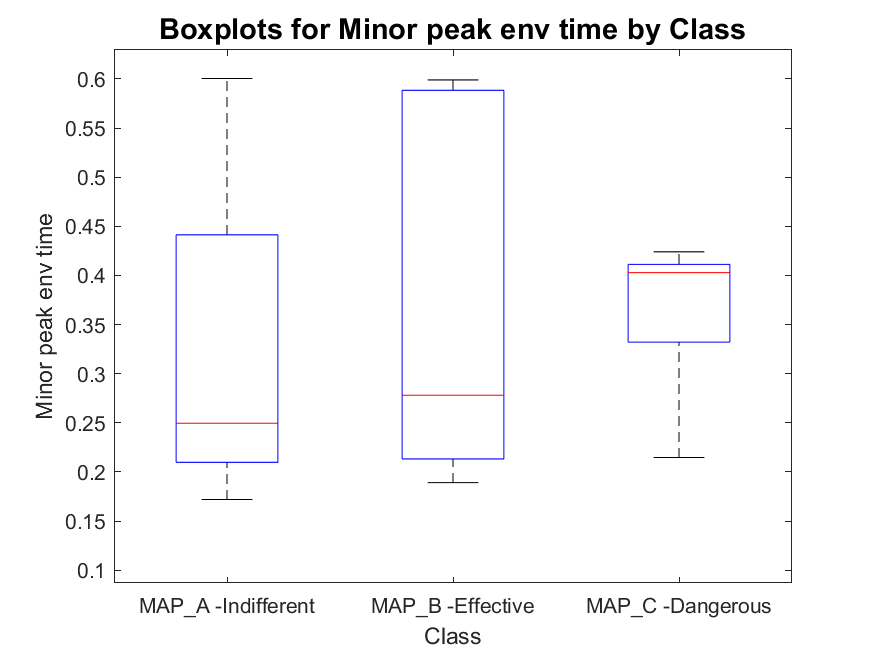 Boxplots for Minor peak env time by Class
Minor peak env time
0.6
0.55
0.5
0.45
0.4
0.35
0.3
0.25
0.2
0.15
0.1
MAP_A -Indifferent
MAP_B -Effective
MAP_C -Dangerous
Class